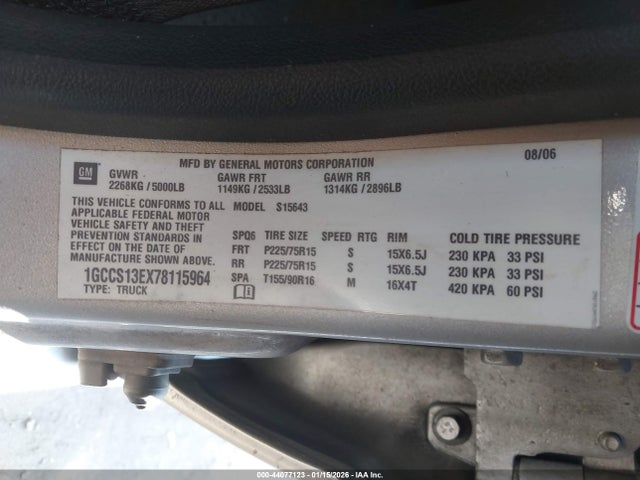 MFD BY GENERAL MOTORS CORPORATION 08/06
GM GVWR GAWR FRT GAWR RR
2268KG / 5000LB 1149KG / 2533LB 1314KG / 2896LB
THIS VEHICLE CONFORMS TO ALL MODEL S15643
APPLICABLE FEDERAL MOTOR
VEHICLE SAFETY AND THEFT
PREVENTION STANDARDS IN
EFFECT ON THE DATE OF
MANUFACTURE SHOWN ABOVE.
1GCCS13EX78115964
TYPE: TRUCK
SPQ6 TIRE SIZE SPEED RTG RIM COLD TIRE PRESSURE
FRT P225/75R15 S 15X6.5J 230 KPA 33 PSI
RR P225/75R15 S 15X6.5J 230 KPA 33 PSI
SPA T155/90R16 M 16X4T 420 KPA 60 PSI
000-44077123 - 01/15/2026 - IAA Inc.